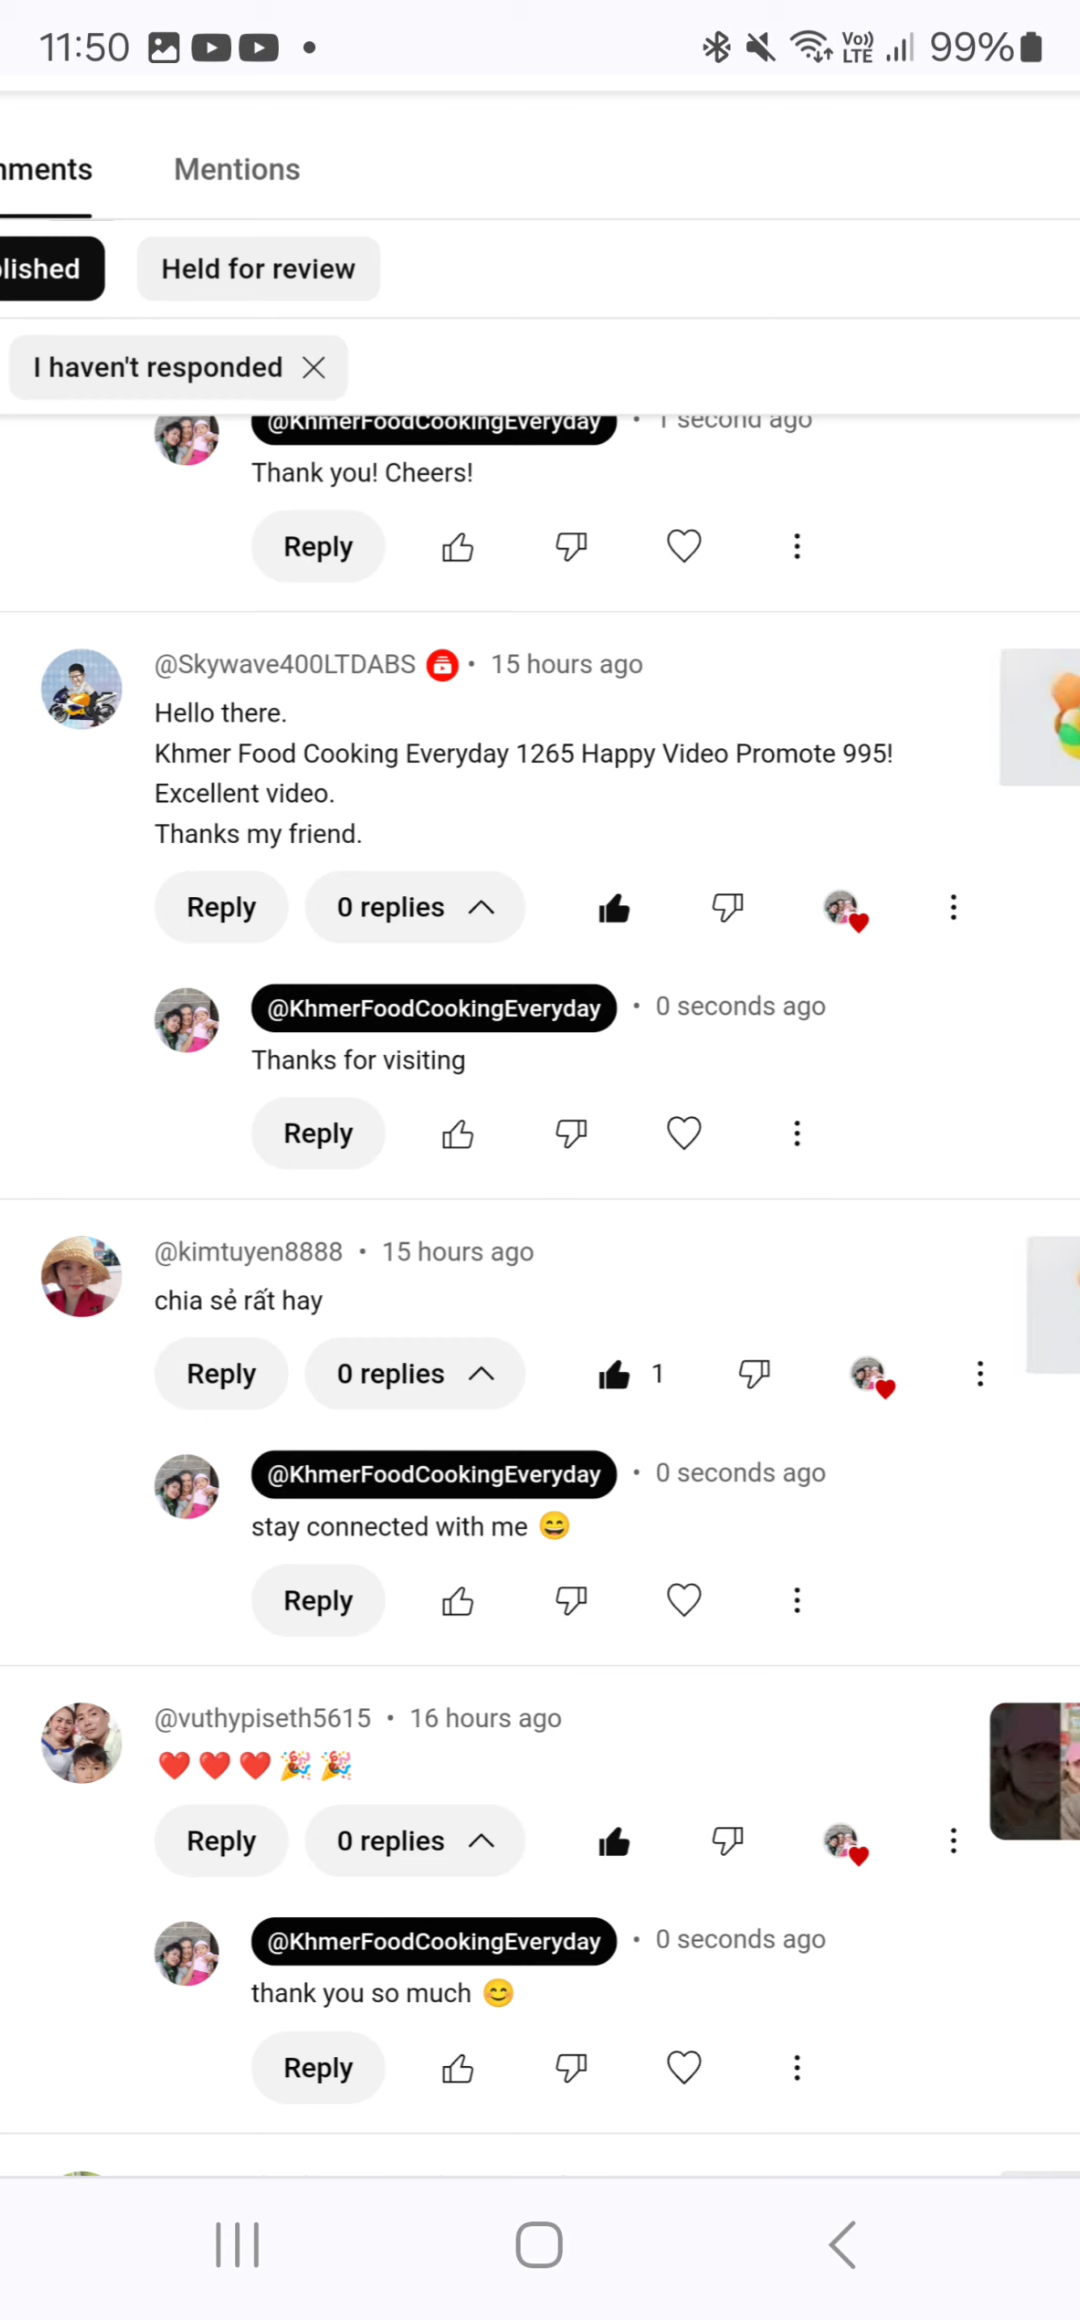 11:50
Vo)) LTE
99%
mments
Mentions
lished
Held for review
I haven't responded
@KhmerFoodCookingEveryday • 1 second ago
Thank you! Cheers!
Reply
@Skywave400LTDABS • 15 hours ago
Hello there.
Khmer Food Cooking Everyday 1265 Happy Video Promote 995!
Excellent video.
Thanks my friend.
Reply 0 replies
@KhmerFoodCookingEveryday • 0 seconds ago
Thanks for visiting
Reply
@kimtuyen8888 • 15 hours ago
chia sẻ rất hay
Reply 0 replies 1
@KhmerFoodCookingEveryday • 0 seconds ago
stay connected with me 😄
Reply
@vuthypiseth5615 • 16 hours ago
❤️❤️❤️🎉🎉
Reply 0 replies
@KhmerFoodCookingEveryday • 0 seconds ago
thank you so much 😊
Reply